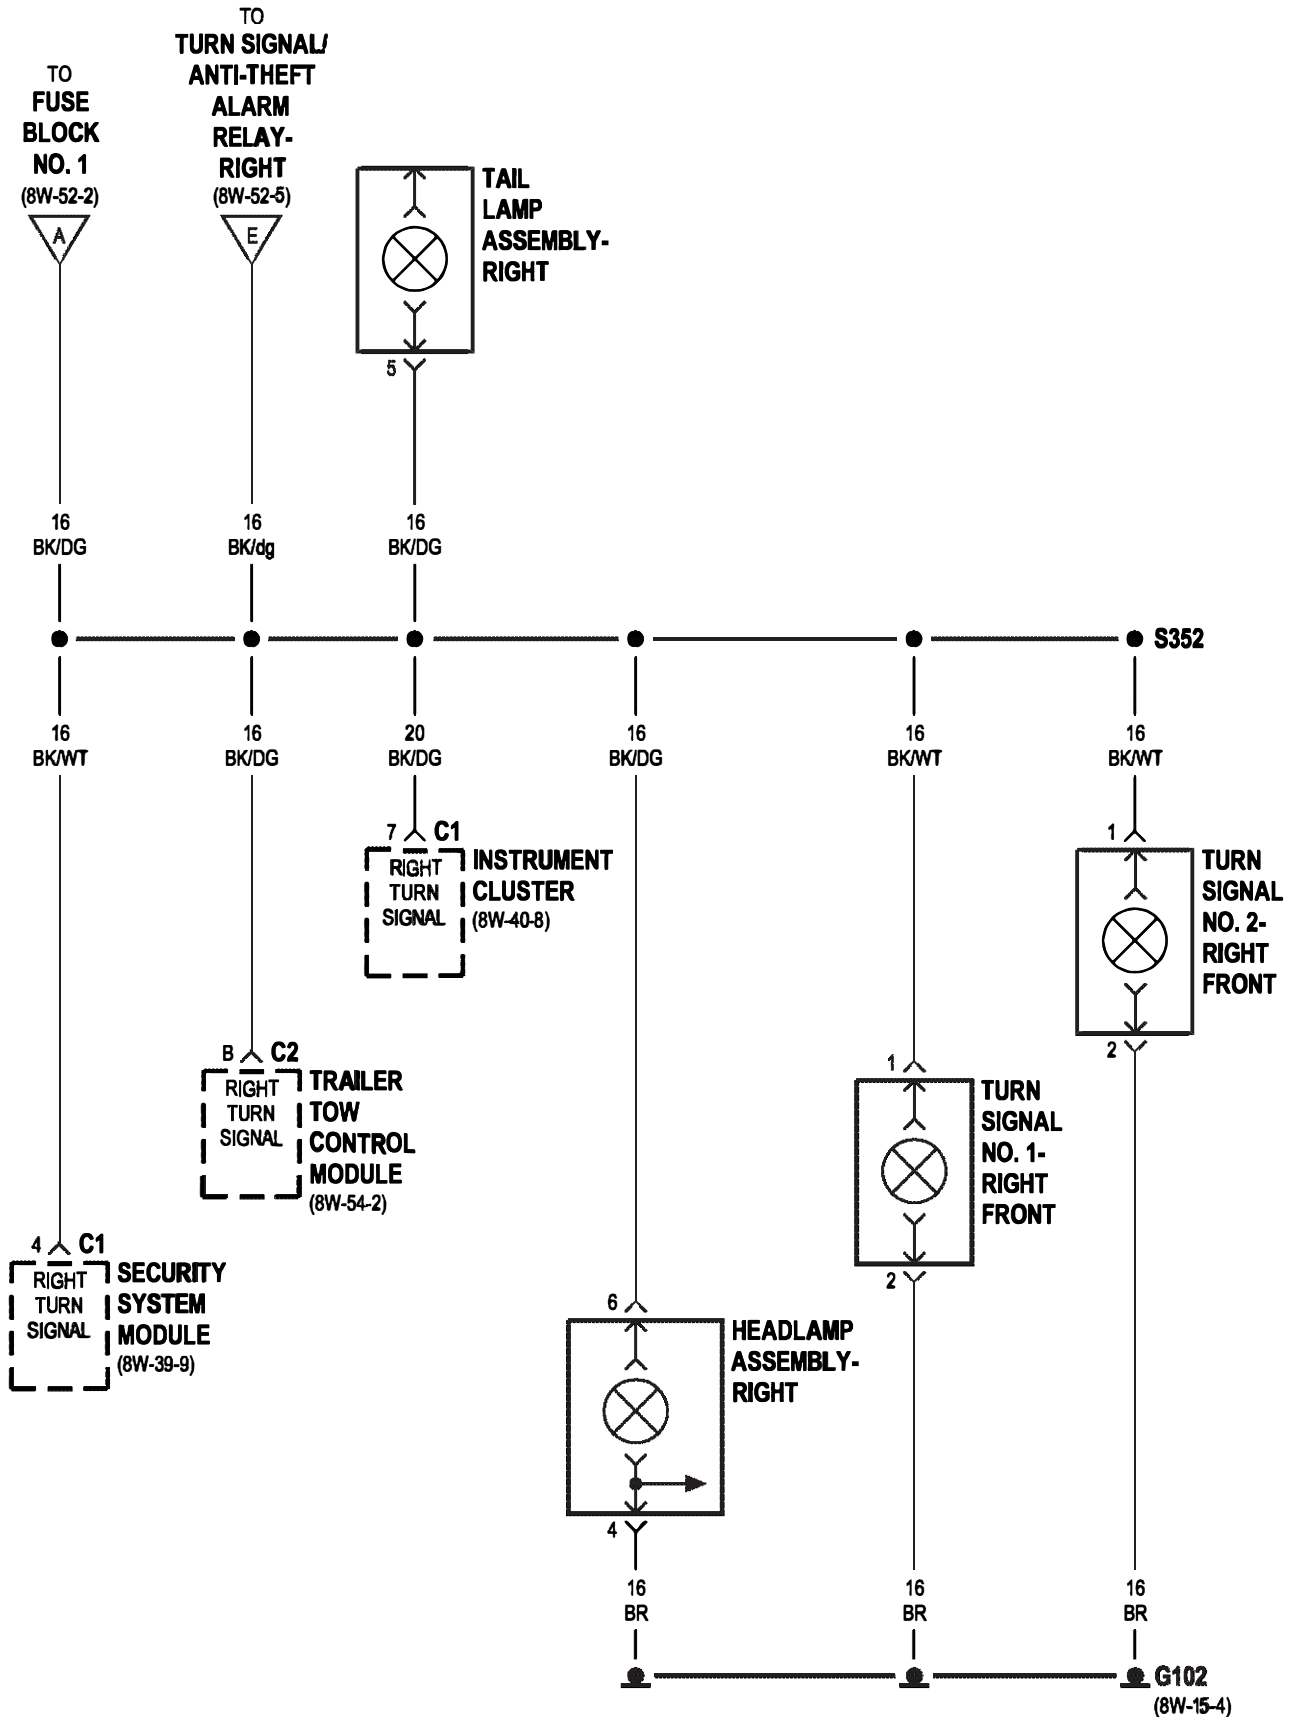 TO
FUSE
BLOCK
NO. 1
(8W-52-2)
A
TO
TURN SIGNAL/
ANTI-THEFT
ALARM
RELAY-
RIGHT
(8W-52-5)
E
TAIL
LAMP
ASSEMBLY-
RIGHT
5
16
BK/DG
16
BK/dg
16
BK/DG
S352
16
BK/WT
16
BK/DG
20
BK/DG
16
BK/DG
16
BK/WT
16
BK/WT
7 C1
RIGHT
TURN
SIGNAL
INSTRUMENT
CLUSTER
(8W-40-8)
1
TURN
SIGNAL
NO. 2-
RIGHT
FRONT
2
B C2
RIGHT
TURN
SIGNAL
TRAILER
TOW
CONTROL
MODULE
(8W-54-2)
1
TURN
SIGNAL
NO. 1-
RIGHT
FRONT
2
4 C1
RIGHT
TURN
SIGNAL
SECURITY
SYSTEM
MODULE
(8W-39-9)
6
HEADLAMP
ASSEMBLY-
RIGHT
4
16
BR
16
BR
16
BR
G102
(8W-15-4)